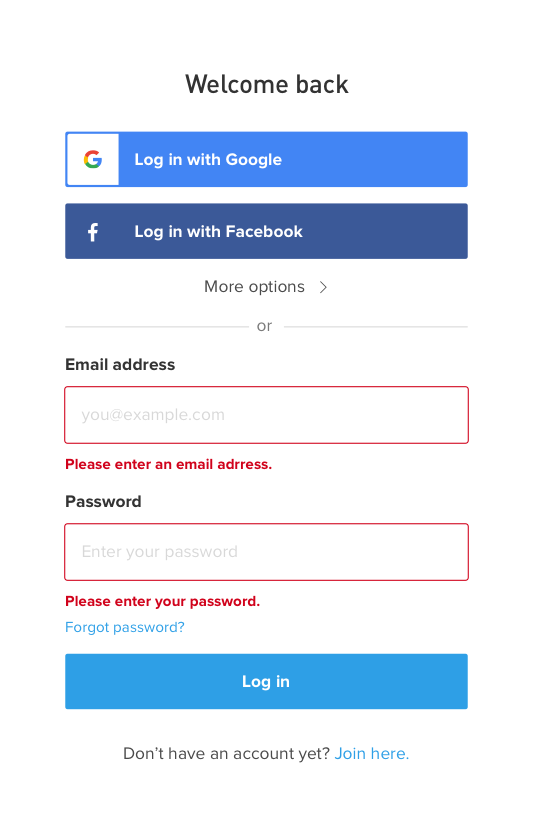 Welcome back
Log in with Google
Log in with Facebook
More options
or
Email address
you@example.com
Please enter an email adrress.
Password
Enter your password
Please enter your password.
Forgot password?
Log in
Don’t have an account yet? Join here.